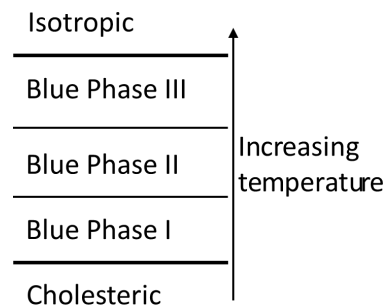 Isotropic
Blue Phase III
Blue Phase II
Blue Phase I
Cholesteric
Increasing
temperature